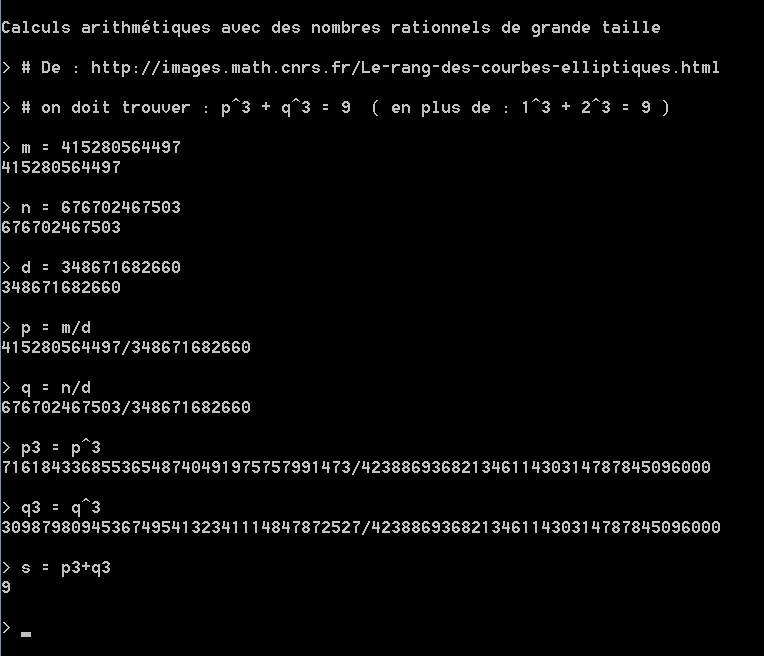 Calculs arithmétiques avec des nombres rationnels de grande taille
> # De : http://images.math.cnrs.fr/Le-rang-des-courbes-elliptiques.html
> # on doit trouver : p^3 + q^3 = 9 ( en plus de : 1^3 + 2^3 = 9 )
> m = 415280564497
415280564497
> n = 676702467503
676702467503
> d = 348671682660
348671682660
> p = m/d
415280564497/348671682660
> q = n/d
676702467503/348671682660
> p3 = p^3
71618433685536548740491975757991473/42388693682134611430314787845096000
> q3 = q^3
309879809453674954132341114847872527/42388693682134611430314787845096000
> s = p3+q3
9
> _